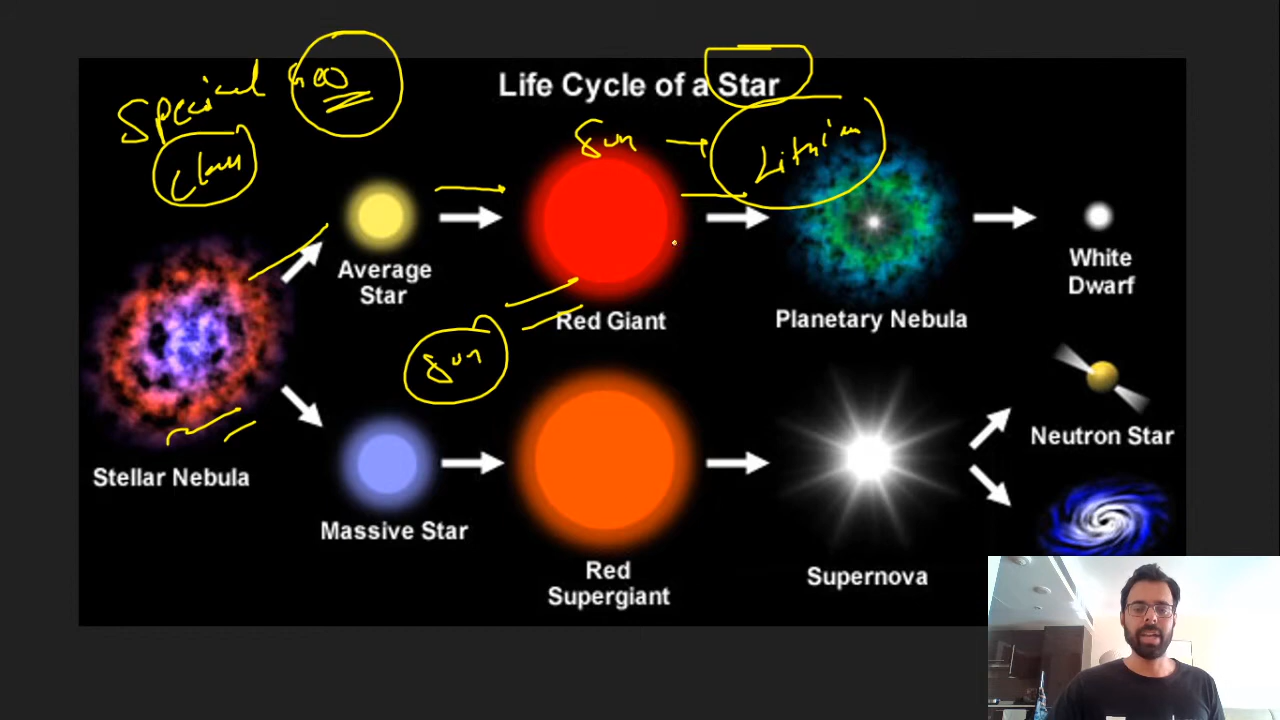 Life Cycle of a Star
Special Geo
Class
Sun → Lithium
Average
Star
Red Giant
Planetary Nebula
White
Dwarf
Sun
Stellar Nebula
Massive Star
Red
Supergiant
Supernova
Neutron Star